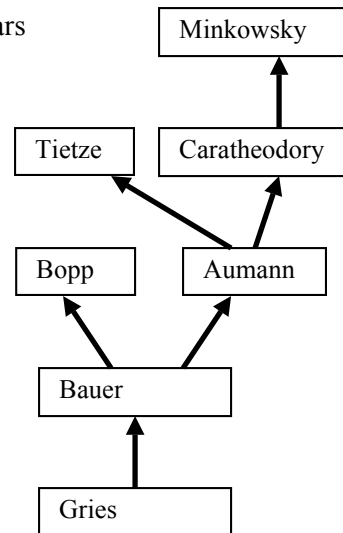 ars
Minkowsky
Tietze
Caratheodory
Bopp
Aumann
Bauer
Gries